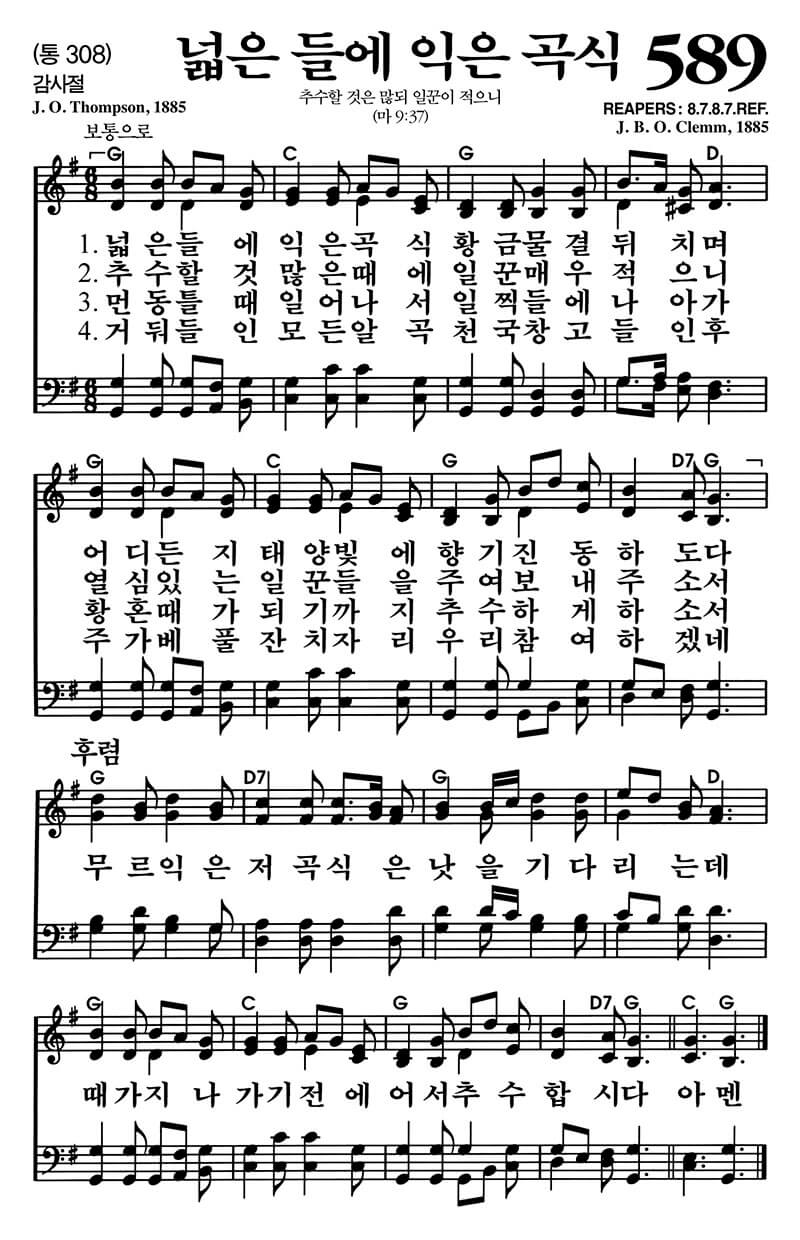 (통 308)
넓은 들에 익은 곡식 589
감사절
추수할 것은 많되 일꾼이 적으니
J. O. Thompson, 1885
(마 9:37)
REAPERS: 8.7.8.7.REF.
J. B. O. Clemm, 1885
보통으로
G C G D
6 8
1. 넓 은 들 에 익 은 곡 식 황 금 물 결 뒤 치 며
2. 추 수 할 것 많 은 때 에 일 꾼 매 우 적 으 니
3. 먼 동 틀 때 일 어 나 서 일 찍 들 에 나 아 가
4. 거 둬 들 인 모 든 알 곡 천 국 창 고 들 인 후
6 8
G C G D7 G
어 디 든 지 태 양 빛 에 향 기 진 동 하 도 다
열 심 있 는 일 꾼 들 을 주 여 보 내 주 소 서
황 혼 때 가 되 기 까 지 추 수 하 게 하 소 서
주 가 베 풀 잔 치 자 리 우 리 참 여 하 겠 네
후렴
G D7 G D
무 르 익 은 저 곡 식 은 낫 을 기 다 리 는 데
G C G D7 G C G
때 가 지 나 가 기 전 에 어 서 추 수 합 시 다 아 멘